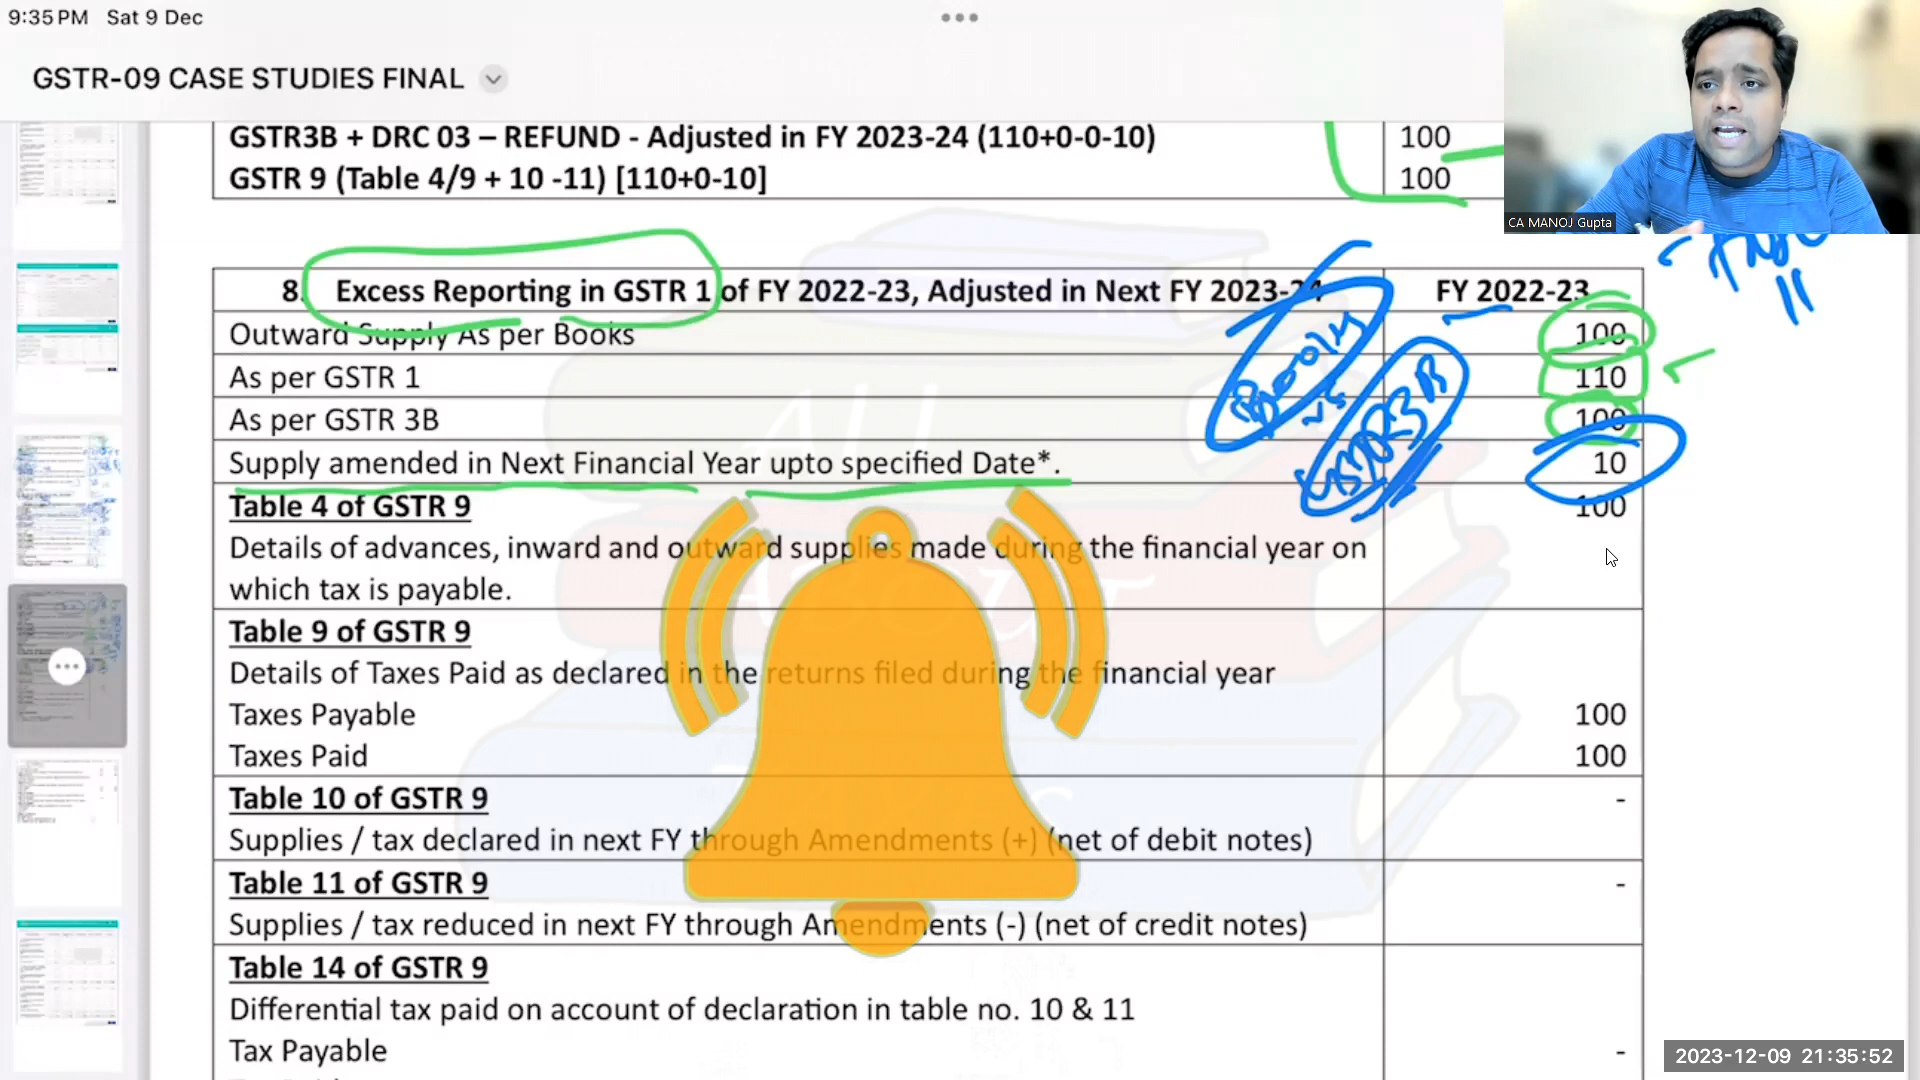 9:35 PM Sat 9 Dec
GSTR-09 CASE STUDIES FINAL
CA MANOJ Gupta
GSTR3B + DRC 03 – REFUND - Adjusted in FY 2023-24 (110+0-0-10) 100
GSTR 9 (Table 4/9 + 10 -11) [110+0-10] 100
11
8. Excess Reporting in GSTR 1 of FY 2022-23, Adjusted in Next FY 2023-24 FY 2022-23
Outward Supply As per Books 100
As per GSTR 1 110
As per GSTR 3B 100
Books
vs
GSTR3B
Supply amended in Next Financial Year upto specified Date*. 10
Table 4 of GSTR 9 100
Details of advances, inward and outward supplies made during the financial year on
which tax is payable.
Table 9 of GSTR 9
Details of Taxes Paid as declared in the returns filed during the financial year
Taxes Payable 100
Taxes Paid 100
Table 10 of GSTR 9 -
Supplies / tax declared in next FY through Amendments (+) (net of debit notes)
Table 11 of GSTR 9 -
Supplies / tax reduced in next FY through Amendments (-) (net of credit notes)
Table 14 of GSTR 9
Differential tax paid on account of declaration in table no. 10 & 11
Tax Payable -
2023-12-09 21:35:52